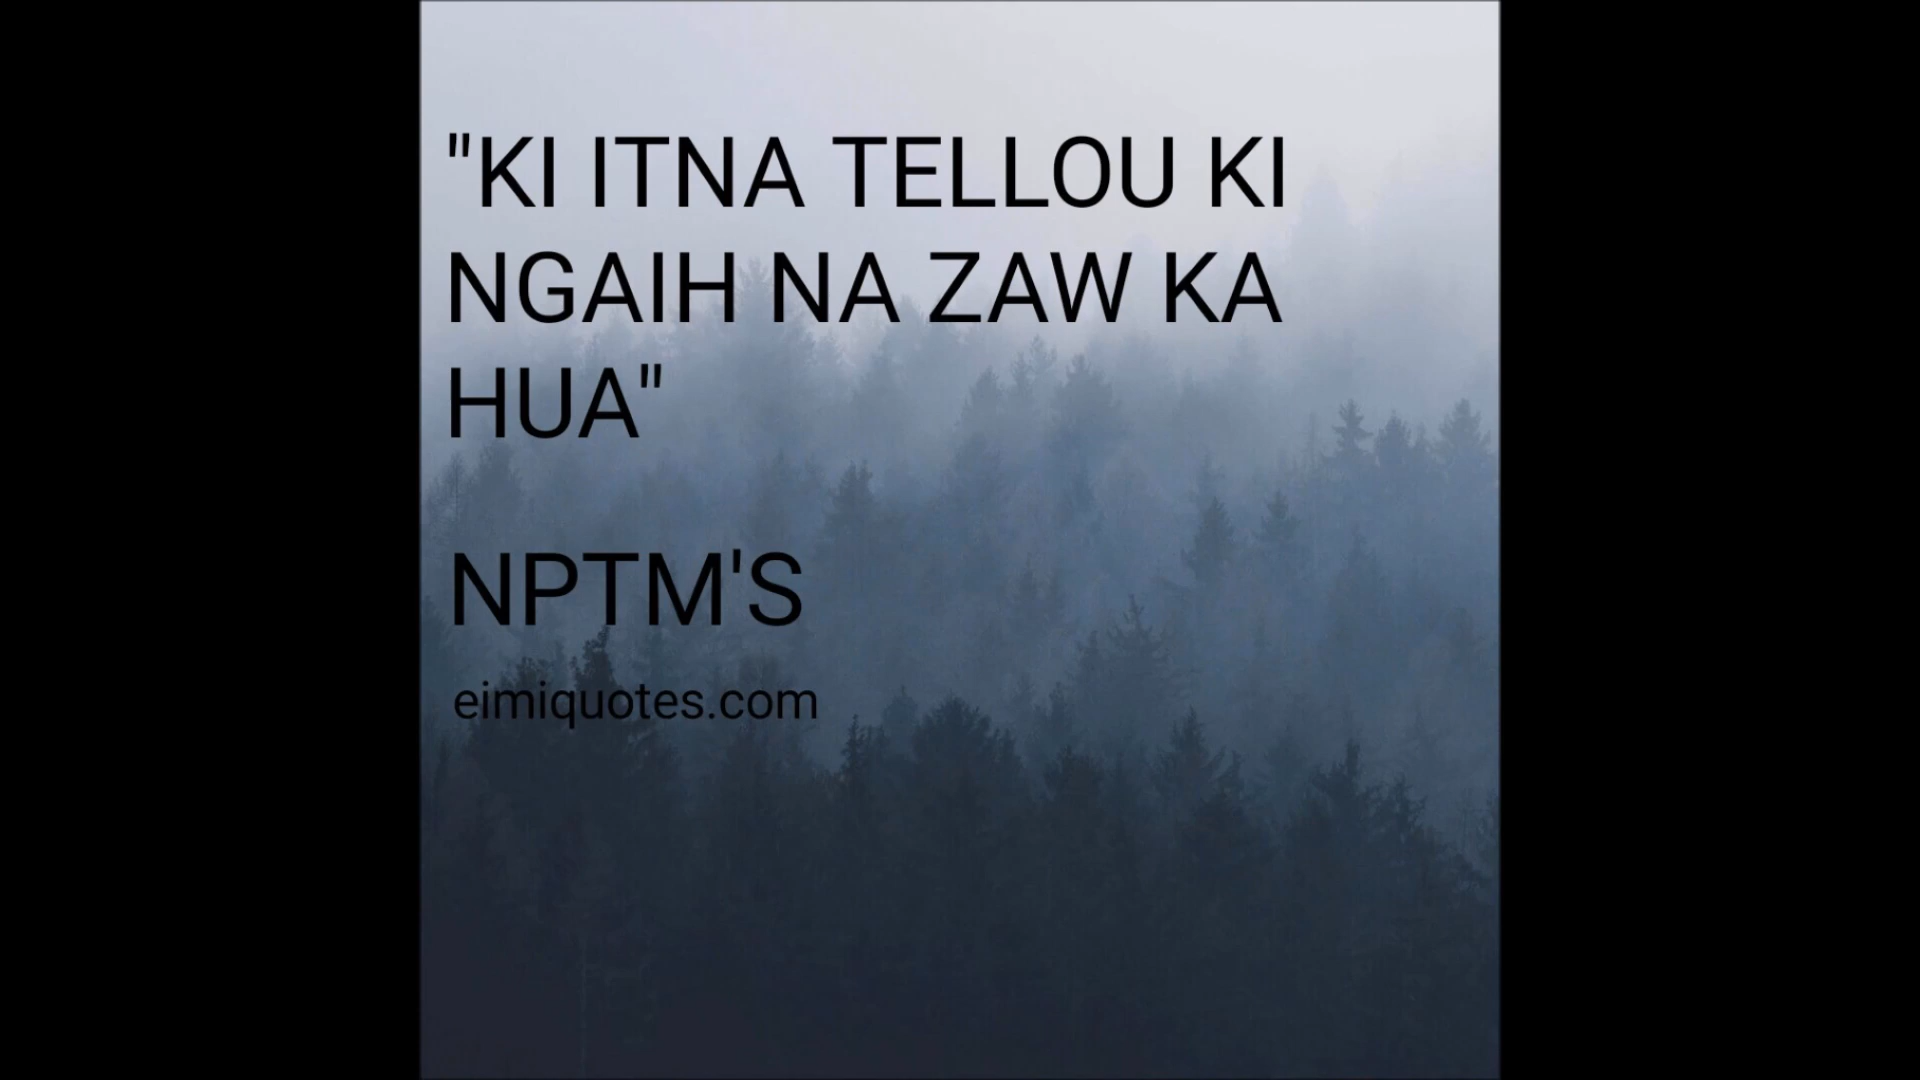 "KI ITNA TELLOU KI
NGAIH NA ZAW KA
HUA"
NPTM'S
eimiquotes.com